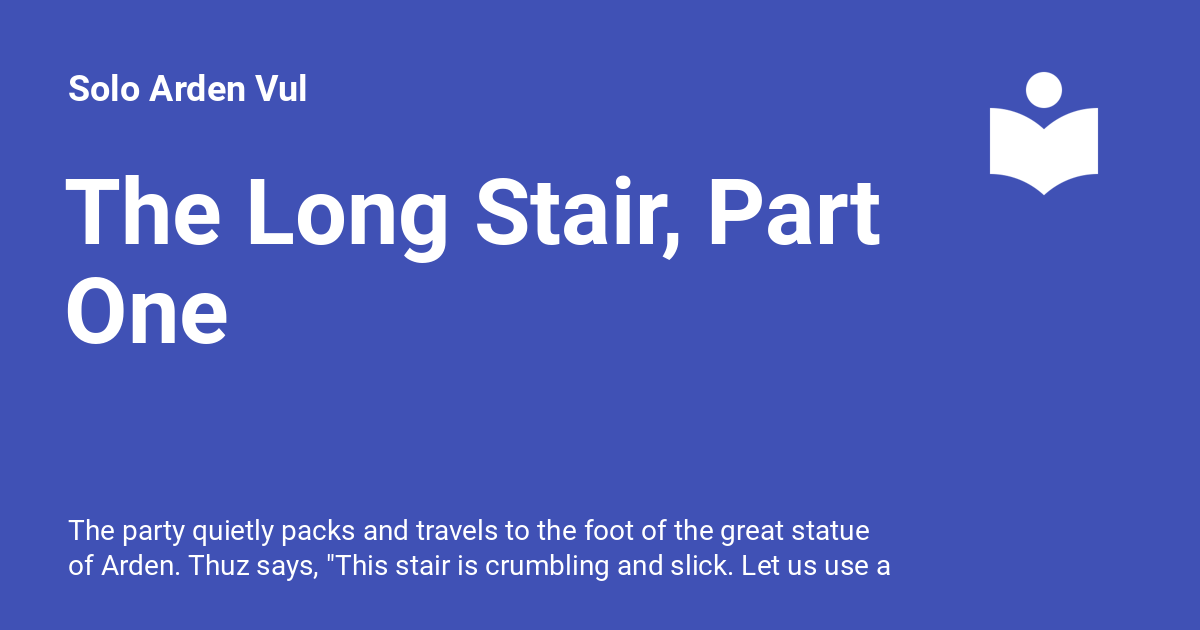 Solo Arden Vul
The Long Stair, Part
One
The party quietly packs and travels to the foot of the great statue
of Arden. Thuz says, "This stair is crumbling and slick. Let us use a